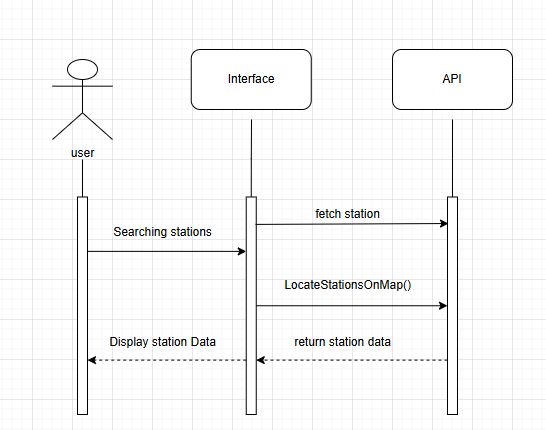 Interface
API
user
fetch station
Searching stations
LocateStationsOnMap()
Display station Data
return station data